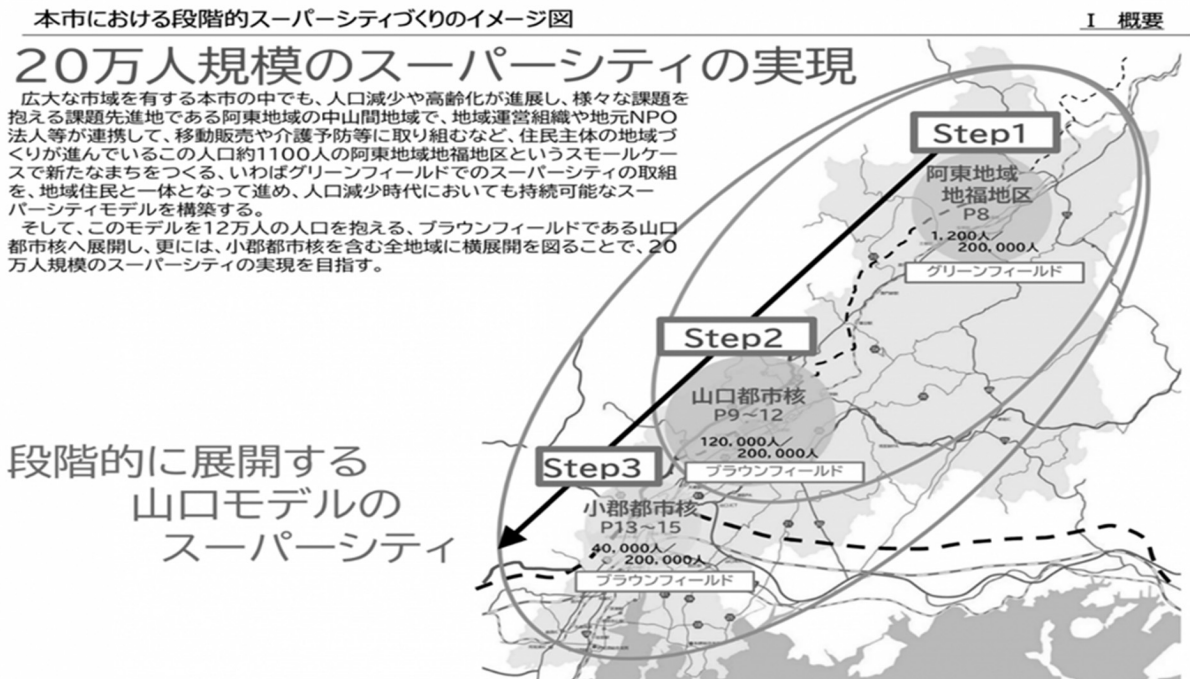 本市における段階的スーパーシティづくりのイメージ図
Ⅰ 概要
20万人規模のスーパーシティの実現
広大な市域を有する本市の中でも、人口減少や高齢化が進展し、様々な課題を
抱える課題先進地である阿東地域の中山間地域で、地域運営組織や地元NPO
法人等が連携して、移動販売や介護予防等に取り組むなど、住民主体の地域づ
くりが進んでいるこの人口約1100人の阿東地域地福地区というスモールケー
スで新たなまちをつくる、いわばグリーンフィールドでのスーパーシティの取組
を、地域住民と一体となって進め、人口減少時代においても持続可能なスー
パーシティモデルを構築する。
そして、このモデルを12万人の人口を抱える、ブラウンフィールドである山口
都市核へ展開し、更には、小郡都市核を含む全地域に横展開を図ることで、20
万人規模のスーパーシティの実現を目指す。
Step1
阿東地域
地福地区
P8
1,200人/
200,000人
グリーンフィールド
Step2
山口都市核
P9~12
120,000人/
200,000人
ブラウンフィールド
Step3
小郡都市核
P13~15
40,000人/
200,000人
ブラウンフィールド
段階的に展開する
山口モデルの
スーパーシティ